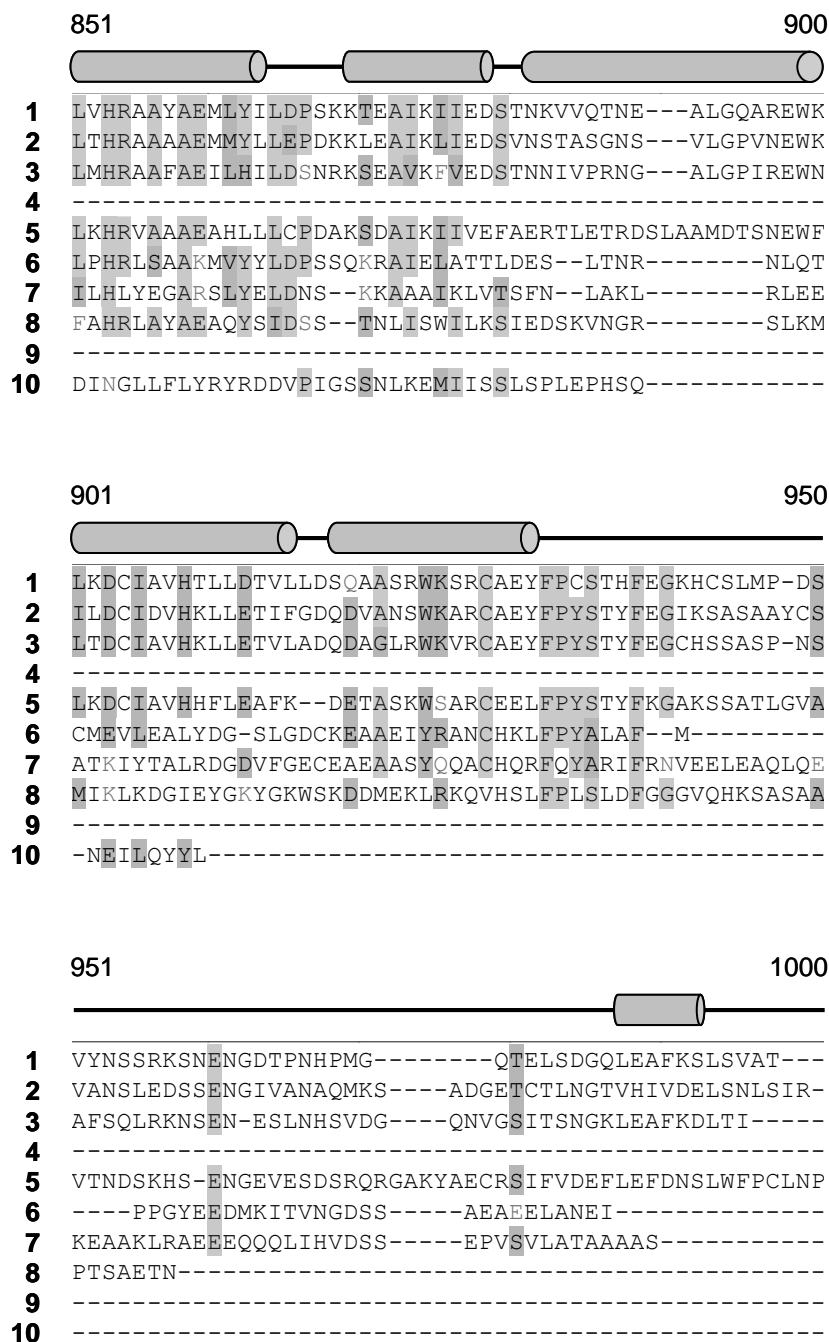 851 900
1 LVHRAAYAEMLYILDPSKKTEAIKIIEDSTNKVVQTNE---ALGQAREWK
2 LTHRAAAAEMMYLLEPDKKLEAIKLIEDSVNSTASGNS---VLGPVNEWK
3 LMHRAAFAEILHILDSNRKSEAVKFVEDSTNNIVPRNG---ALGPIREWN
4 --------------------------------------------------
5 LKHRVAAAEAHLLLCPDAKSDAIKIIVEFAERTLETRDSLAAMDTSNEWF
6 LPHRLSAAKMVYYLDPSSQKRAIELATTLDES--LTNR--------NLQT
7 ILHLYEGARSLYELDNS--KKAAAIKLVTSFN--LAKL--------RLEE
8 FAHRLAYAEAQYSIDSS--TNLISWILKSIEDSKVNGR--------SLKM
9 --------------------------------------------------
10 DINGLLFLYRYRDDVPIGSSNLKEMIISSLSPLEPHSQ------------
901 950
1 LKDCIAVHTLLDTVLLDSQAASRWKSRCAEYFPCSTHFEGKHCSLMP-DS
2 ILDCIDVHKLLETIFGDQDVANSWKARCAEYFPYSTYFEGIKSASAAYCS
3 LTDCIAVHKLLETVLADQDAGLRWKVRCAEYFPYSTYFEGCHSSASP-NS
4 --------------------------------------------------
5 LKDCIAVHHFLEAFK--DETASKWSARCEELFPYSTYFKGAKSSATLGVA
6 CMEVLEALYDG-SLGDCKEAAEIYRANCHKLFPYALAF--M---------
7 ATKIYTALRDGDVFGECEAEAASYQQACHQRFQYARIFRNVEELEAQLQE
8 MIKLKDGIEYGKYGKWSKDDMEKLRKQVHSLFPLSLDFGGGVQHKSASAA
9 --------------------------------------------------
10 -NEILQYYL-----------------------------------------
951 1000
1 VYNSSRKSNENGDTPNHPMG--------QTELSDGQLEAFKSLSVAT---
2 VANSLEDSSENGIVANAQMKS----ADGETCTLNGTVHIVDELSNLSIR-
3 AFSQLRKNSEN-ESLNHSVDG----QNVGSITSNGKLEAFKDLTI-----
4 --------------------------------------------------
5 VTNDSKHS-ENGEVESDSRQRGAKYAECRSIFVDEFLEFDNSLWFPCLNP
6 ----PPGYEEDMKITVNGDSS-----AEAEELANEI--------------
7 KEAAKLRAEEEQQQLIHVDSS-----EPVSVLATAAAAS-----------
8 PTSAETN-------------------------------------------
9 --------------------------------------------------
10 --------------------------------------------------